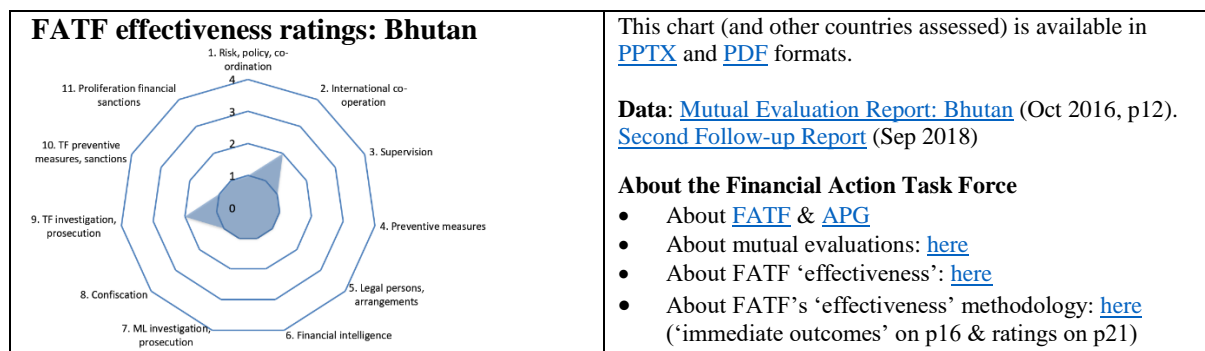 FATF effectiveness ratings: Bhutan
1. Risk, policy, co-
ordination
2. International co-
operation
3. Supervision
4. Preventive measures
5. Legal persons,
arrangements
6. Financial intelligence
7. ML investigation,
prosecution
8. Confiscation
9. TF investigation,
prosecution
10. TF preventive
measures, sanctions
11. Proliferation financial
sanctions
4
3
2
1
0
This chart (and other countries assessed) is available in
PPTX and PDF formats.
Data: Mutual Evaluation Report: Bhutan (Oct 2016, p12).
Second Follow-up Report (Sep 2018)
About the Financial Action Task Force
• About FATF & APG
• About mutual evaluations: here
• About FATF ‘effectiveness’: here
• About FATF’s ‘effectiveness’ methodology: here
(‘immediate outcomes’ on p16 & ratings on p21)